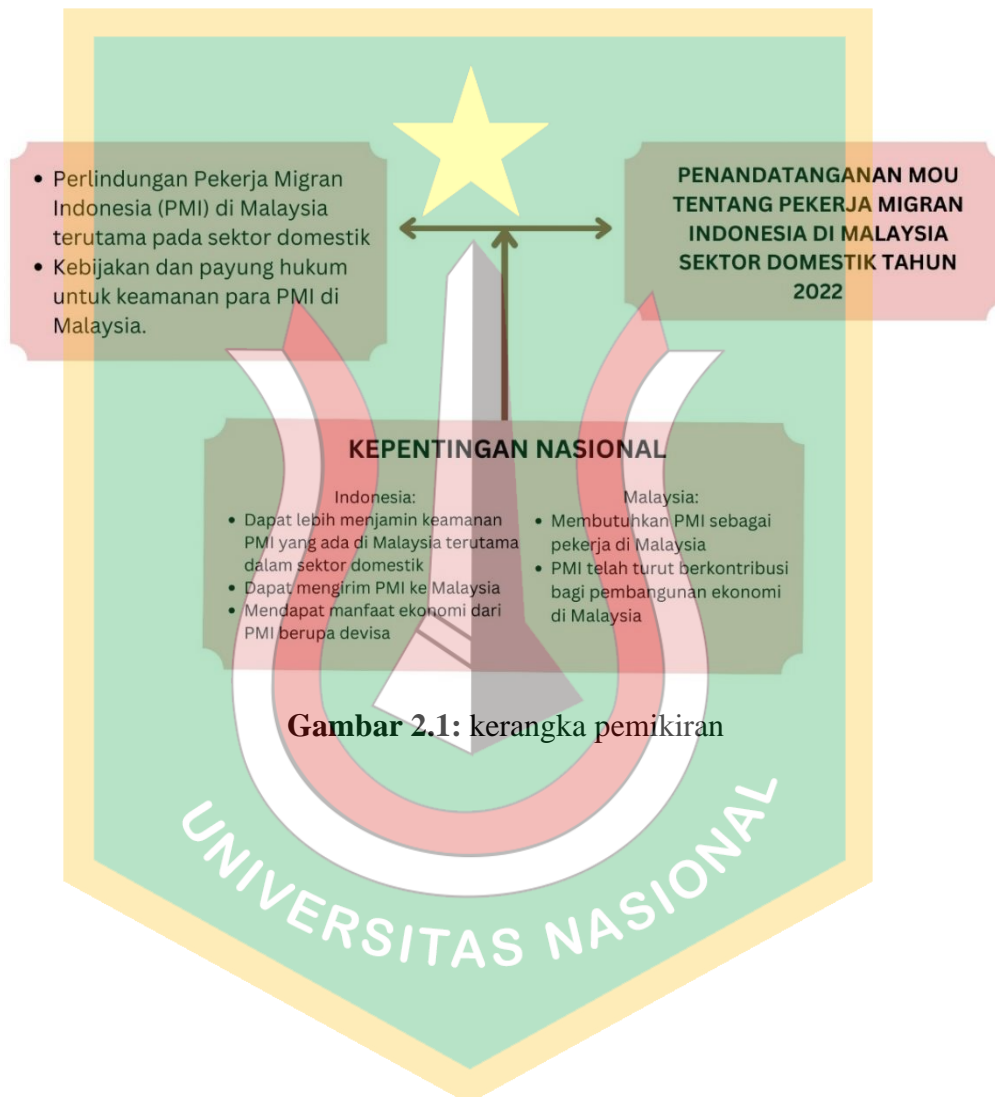 • Perlindungan Pekerja Migran
Indonesia (PMI) di Malaysia
terutama pada sektor domestik
• Kebijakan dan payung hukum
untuk keamanan para PMI di
Malaysia.
PENANDATANGANAN MOU
TENTANG PEKERJA MIGRAN
INDONESIA DI MALAYSIA
SEKTOR DOMESTIK TAHUN
2022
KEPENTINGAN NASIONAL
Indonesia:
• Dapat lebih menjamin keamanan
PMI yang ada di Malaysia terutama
dalam sektor domestik
• Dapat mengirim PMI ke Malaysia
• Mendapat manfaat ekonomi dari
PMI berupa devisa
Malaysia:
• Membutuhkan PMI sebagai
pekerja di Malaysia
• PMI telah turut berkontribusi
bagi pembangunan ekonomi
di Malaysia
Gambar 2.1: kerangka pemikiran
UNIVERSITAS NASIONAL